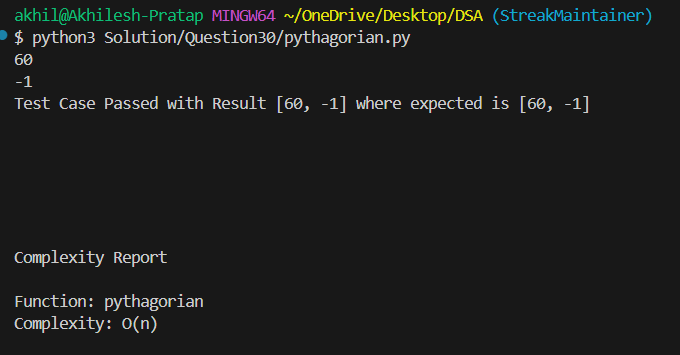 akhil@Akhilesh-Pratap MINGW64 ~/OneDrive/Desktop/DSA (StreakMaintainer)
$ python3 Solution/Question30/pythagorian.py
60
-1
Test Case Passed with Result [60, -1] where expected is [60, -1]
Complexity Report
Function: pythagorian
Complexity: O(n)